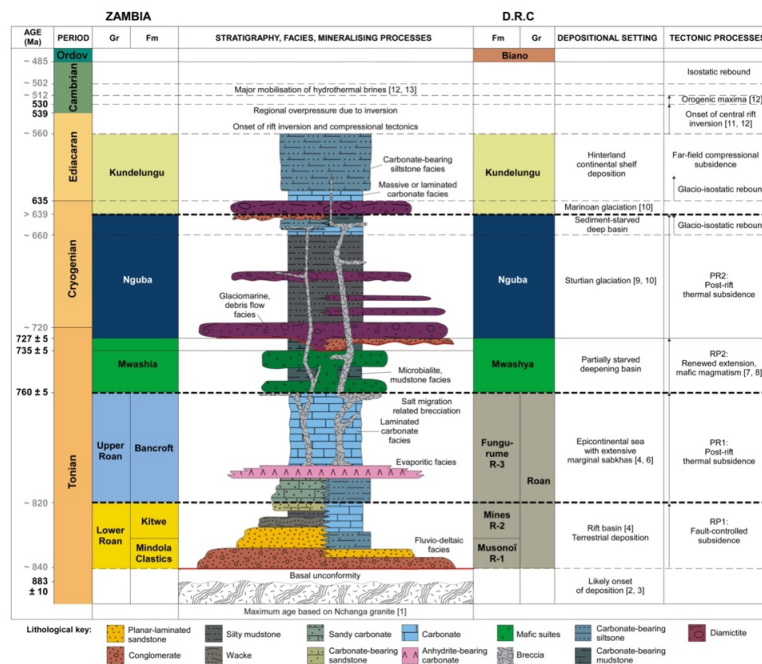 ZAMBIA
D.R.C
AGE (Ma)
PERIOD
Gr
Fm
STRATIGRAPHY, FACIES, MINERALISING PROCESSES
Fm
Gr
DEPOSITIONAL SETTING
TECTONIC PROCESSES
~ 485
Ordov
Biano
Cambrian
Isostatic rebound
~ 502
Major mobilisation of hydrothermal brines [12, 13]
~ 512
Orogenic maxima [12]
530
Regional overpressure due to inversion
Onset of central rift
inversion [11, 12]
539
Onset of rift inversion and compressional tectonics
~ 560
Ediacaran
Kundelungu
Carbonate-bearing
siltstone facies
Massive or laminated
carbonate facies
Kundelungu
Hinterland
continental shelf
deposition
Far-field compressional
subsidence
Glacio-isostatic rebound
635
Marinoan glaciation [10]
> 639
Sediment-starved
deep basin
Glacio-isostatic rebound
~ 660
Cryogenian
Nguba
Glaciomarine,
debris flow
facies
Nguba
Sturtian glaciation [9, 10]
PR2:
Post-rift
thermal subsidence
~ 720
727 ± 5
735 ± 5
Mwashia
Microbialite,
mudstone facies
Mwashya
Partially starved
deepening basin
RP2:
Renewed extension,
mafic magmatism [7, 8]
760 ± 5
Tonian
Upper
Roan
Bancroft
Salt migration
related brecciation
Laminated
carbonate
facies
Evaporitic facies
Fungu-
rume
R-3
Roan
Epicontinental sea
with extensive
marginal sabkhas
[4, 6]
PR1:
Post-rift
thermal subsidence
~ 820
Lower
Roan
Kitwe
Mindola
Clastics
Fluvio-deltaic
facies
Mines
R-2
Musonoï
R-1
Rift basin [4]
Terrestrial deposition
RP1:
Fault-controlled
subsidence
~ 840
Basal unconformity
883
± 10
Likely onset
of deposition [2, 3]
Maximum age based on Nchanga granite [1]
Lithological key:
Planar-laminated
sandstone
Silty mudstone
Sandy carbonate
Carbonate
Mafic suites
Carbonate-bearing
siltsone
Diamictite
Conglomerate
Wacke
Carbonate-bearing
sandstone
Anhydrite-bearing
carbonate
Breccia
Carbonate-bearing
mudstone